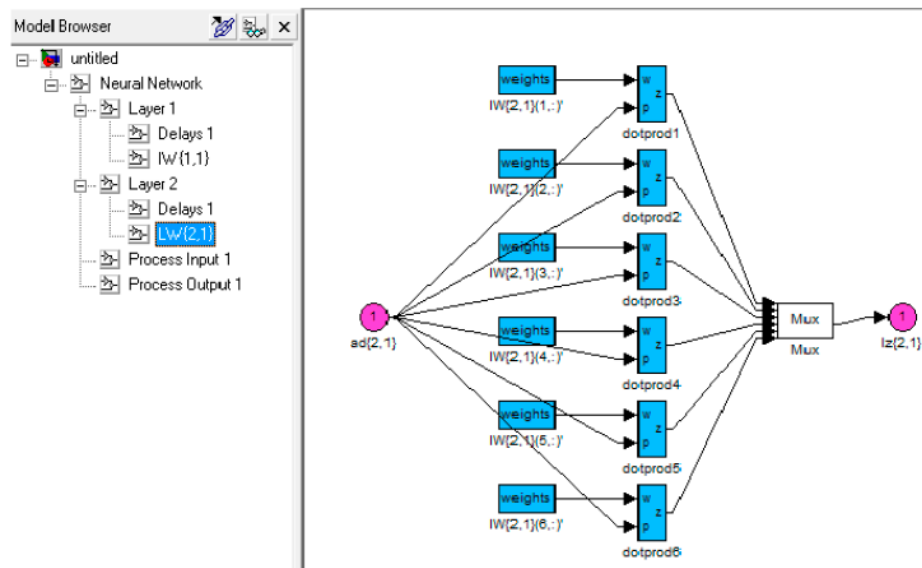 Model Browser
untitled
Neural Network
Layer 1
Delays 1
IW{1,1}
Layer 2
Delays 1
LW{2,1}
Process Input 1
Process Output 1
weights
IW{2,1}(1,:)'
w
z
p
dotprod1
weights
IW{2,1}(2,:)'
w
z
p
dotprod2
weights
IW{2,1}(3,:)'
w
z
p
dotprod3
1
ad{2,1}
Mux
Mux
1
lz{2,1}
weights
IW{2,1}(4,:)'
w
z
p
dotprod4
weights
IW{2,1}(5,:)'
w
z
p
dotprod5
weights
IW{2,1}(6,:)'
w
z
p
dotprod6